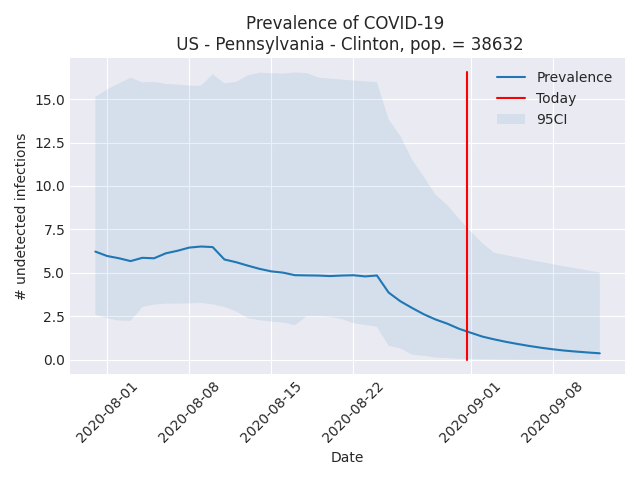 Prevalence of COVID-19
US - Pennsylvania - Clinton, pop. = 38632
Prevalence
Today
95CI
# undetected infections
15.0
12.5
10.0
7.5
5.0
2.5
0.0
2020-08-01
2020-08-08
2020-08-15
2020-08-22
2020-09-01
2020-09-08
Date